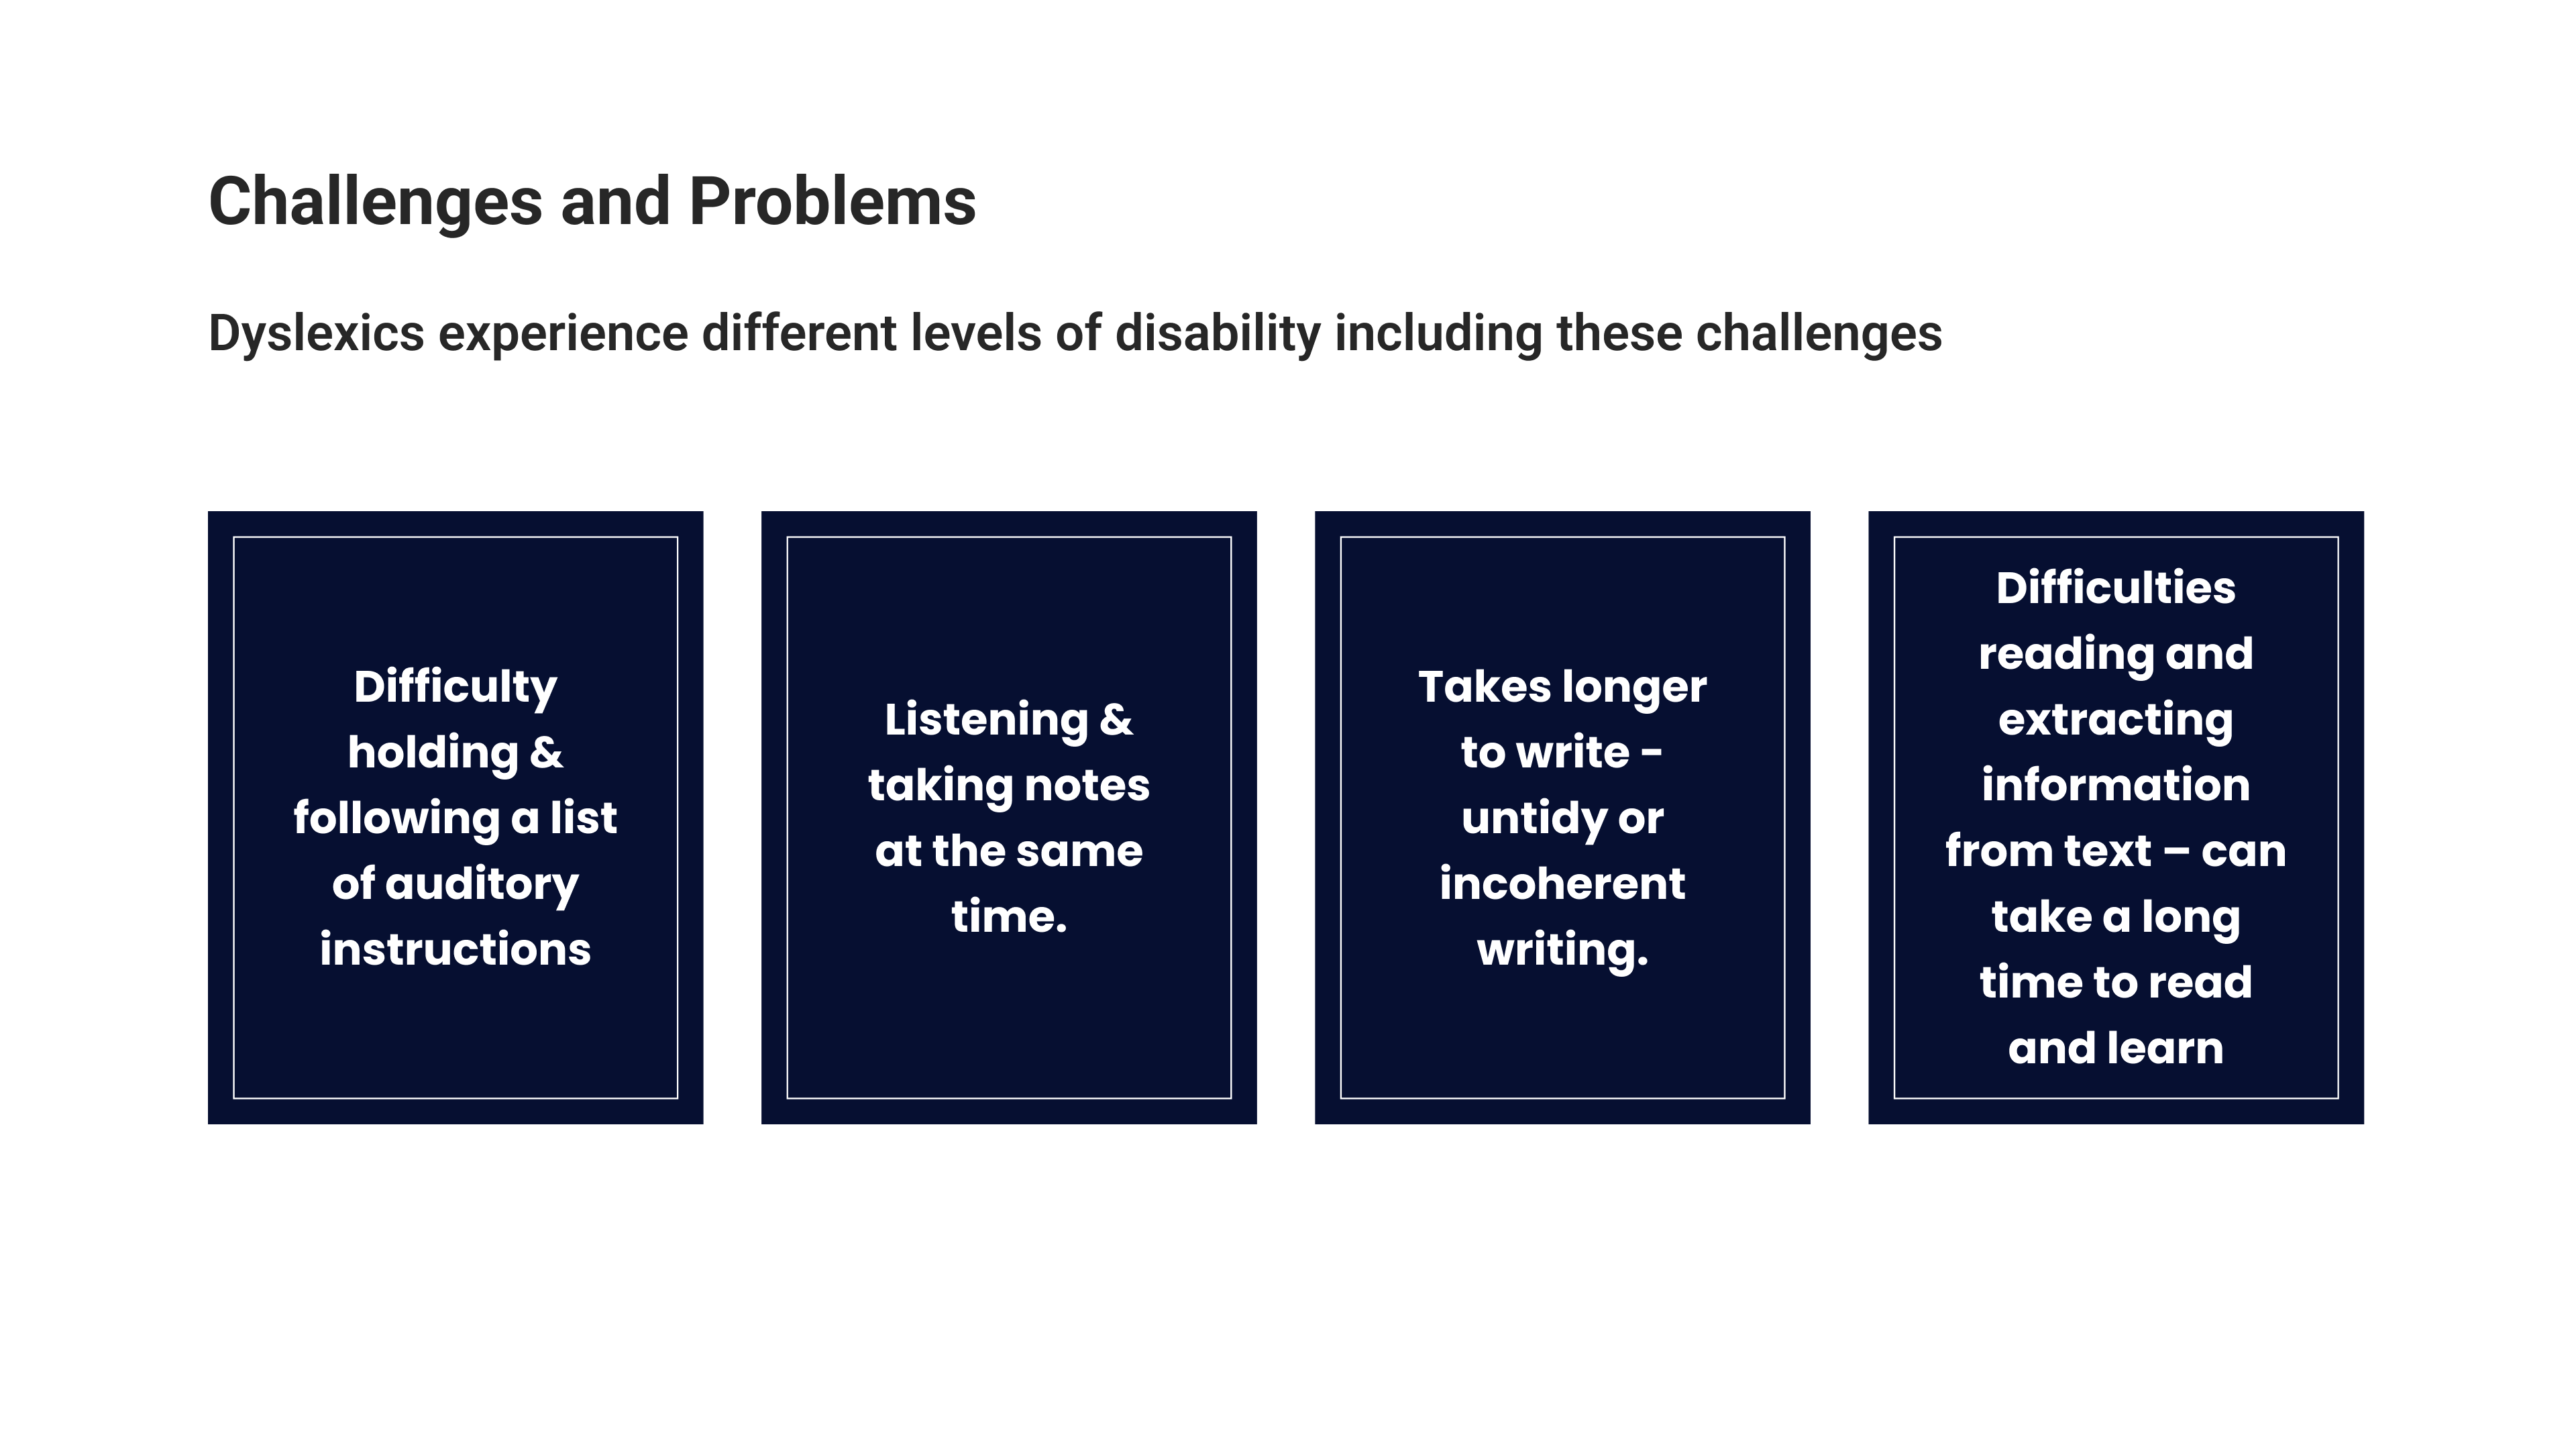 Challenges and Problems
Dyslexics experience different levels of disability including these challenges
Difficulty
holding &
following a list
of auditory
instructions
Listening &
taking notes
at the same
time.
Takes longer
to write -
untidy or
incoherent
writing.
Difficulties
reading and
extracting
information
from text – can
take a long
time to read
and learn